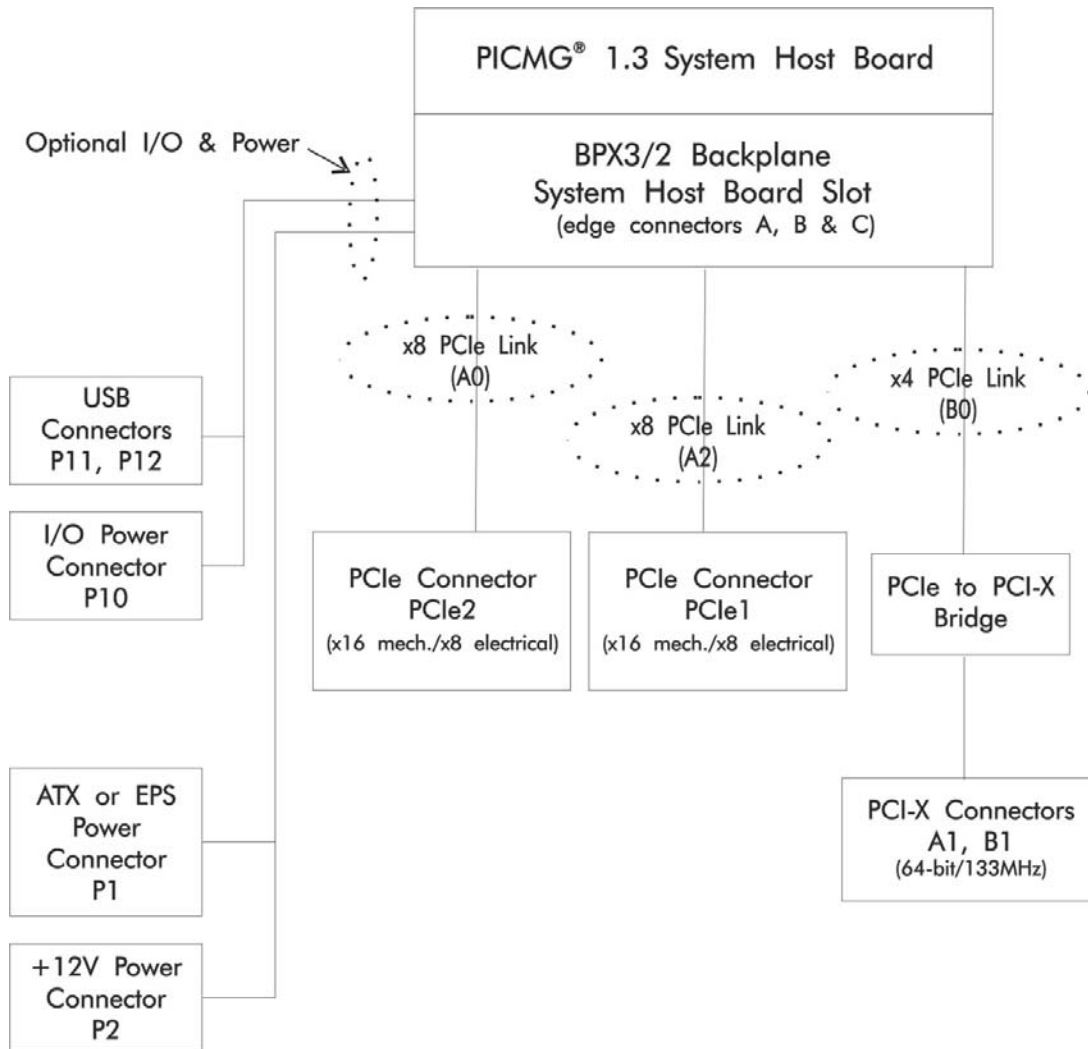 PICMG® 1.3 System Host Board
Optional I/O & Power
BPX3/2 Backplane
System Host Board Slot
(edge connectors A, B & C)
x8 PCIe Link
(A0)
x8 PCIe Link
(A2)
x4 PCIe Link
(B0)
USB
Connectors
P11, P12
I/O Power
Connector
P10
PCIe Connector
PCIe2
(x16 mech./x8 electrical)
PCIe Connector
PCIe1
(x16 mech./x8 electrical)
PCIe to PCI-X
Bridge
ATX or EPS
Power
Connector
P1
PCI-X Connectors
A1, B1
(64-bit/133MHz)
+12V Power
Connector
P2